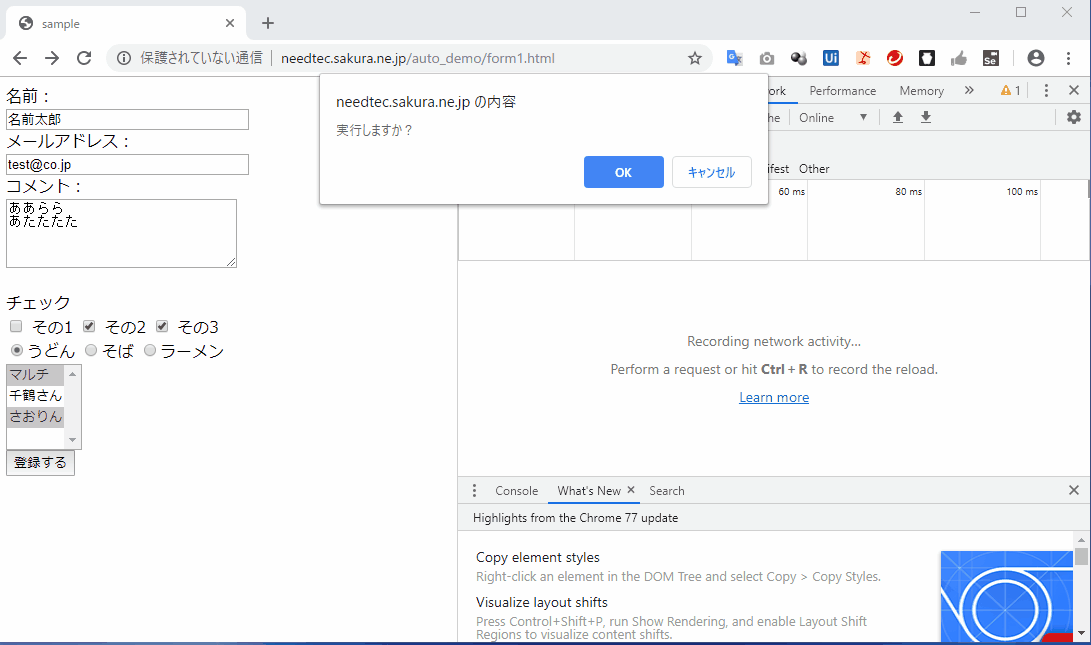 sample
保護されていない通信
needtec.sakura.ne.jp/auto_demo/form1.html
Ui
Se
needtec.sakura.ne.jp の内容
実行しますか？
OK
キャンセル
名前：
名前太郎
メールアドレス：
test@co.jp
コメント：
ああらら
あたたたた
チェック
その1 その2 その3
うどん そば ラーメン
マルチ
千鶴さん
さおりん
登録する
Performance Memory » 1
Online
Other
60 ms 80 ms 100 ms
Recording network activity...
Perform a request or hit Ctrl + R to record the reload.
Learn more
Console What's New Search
Highlights from the Chrome 77 update
Copy element styles
Right-click an element in the DOM Tree and select Copy > Copy Styles.
Visualize layout shifts
Press Control+Shift+P, run Show Rendering, and enable Layout Shift
Regions to visualize content shifts.